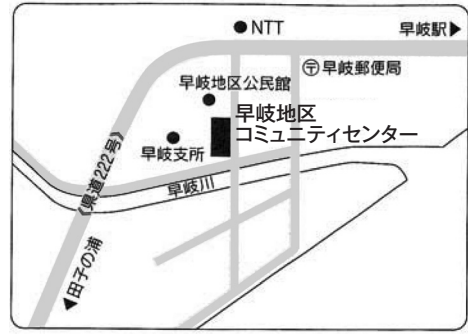 NTT
早岐駅▶
〒早岐郵便局
早岐地区公民館
早岐地区
コミュニティセンター
早岐支所
早岐川
《県道222号》
◀田子の浦